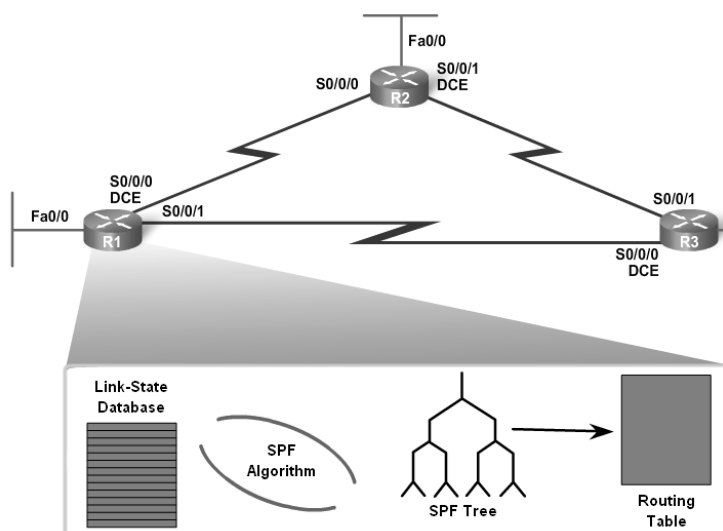 Fa0/0
S0/0/0
S0/0/1
DCE
R2
S0/0/0
DCE
Fa0/0
S0/0/1
R1
S0/0/1
R3
S0/0/0
DCE
Link-State
Database
SPF
Algorithm
SPF Tree
Routing
Table